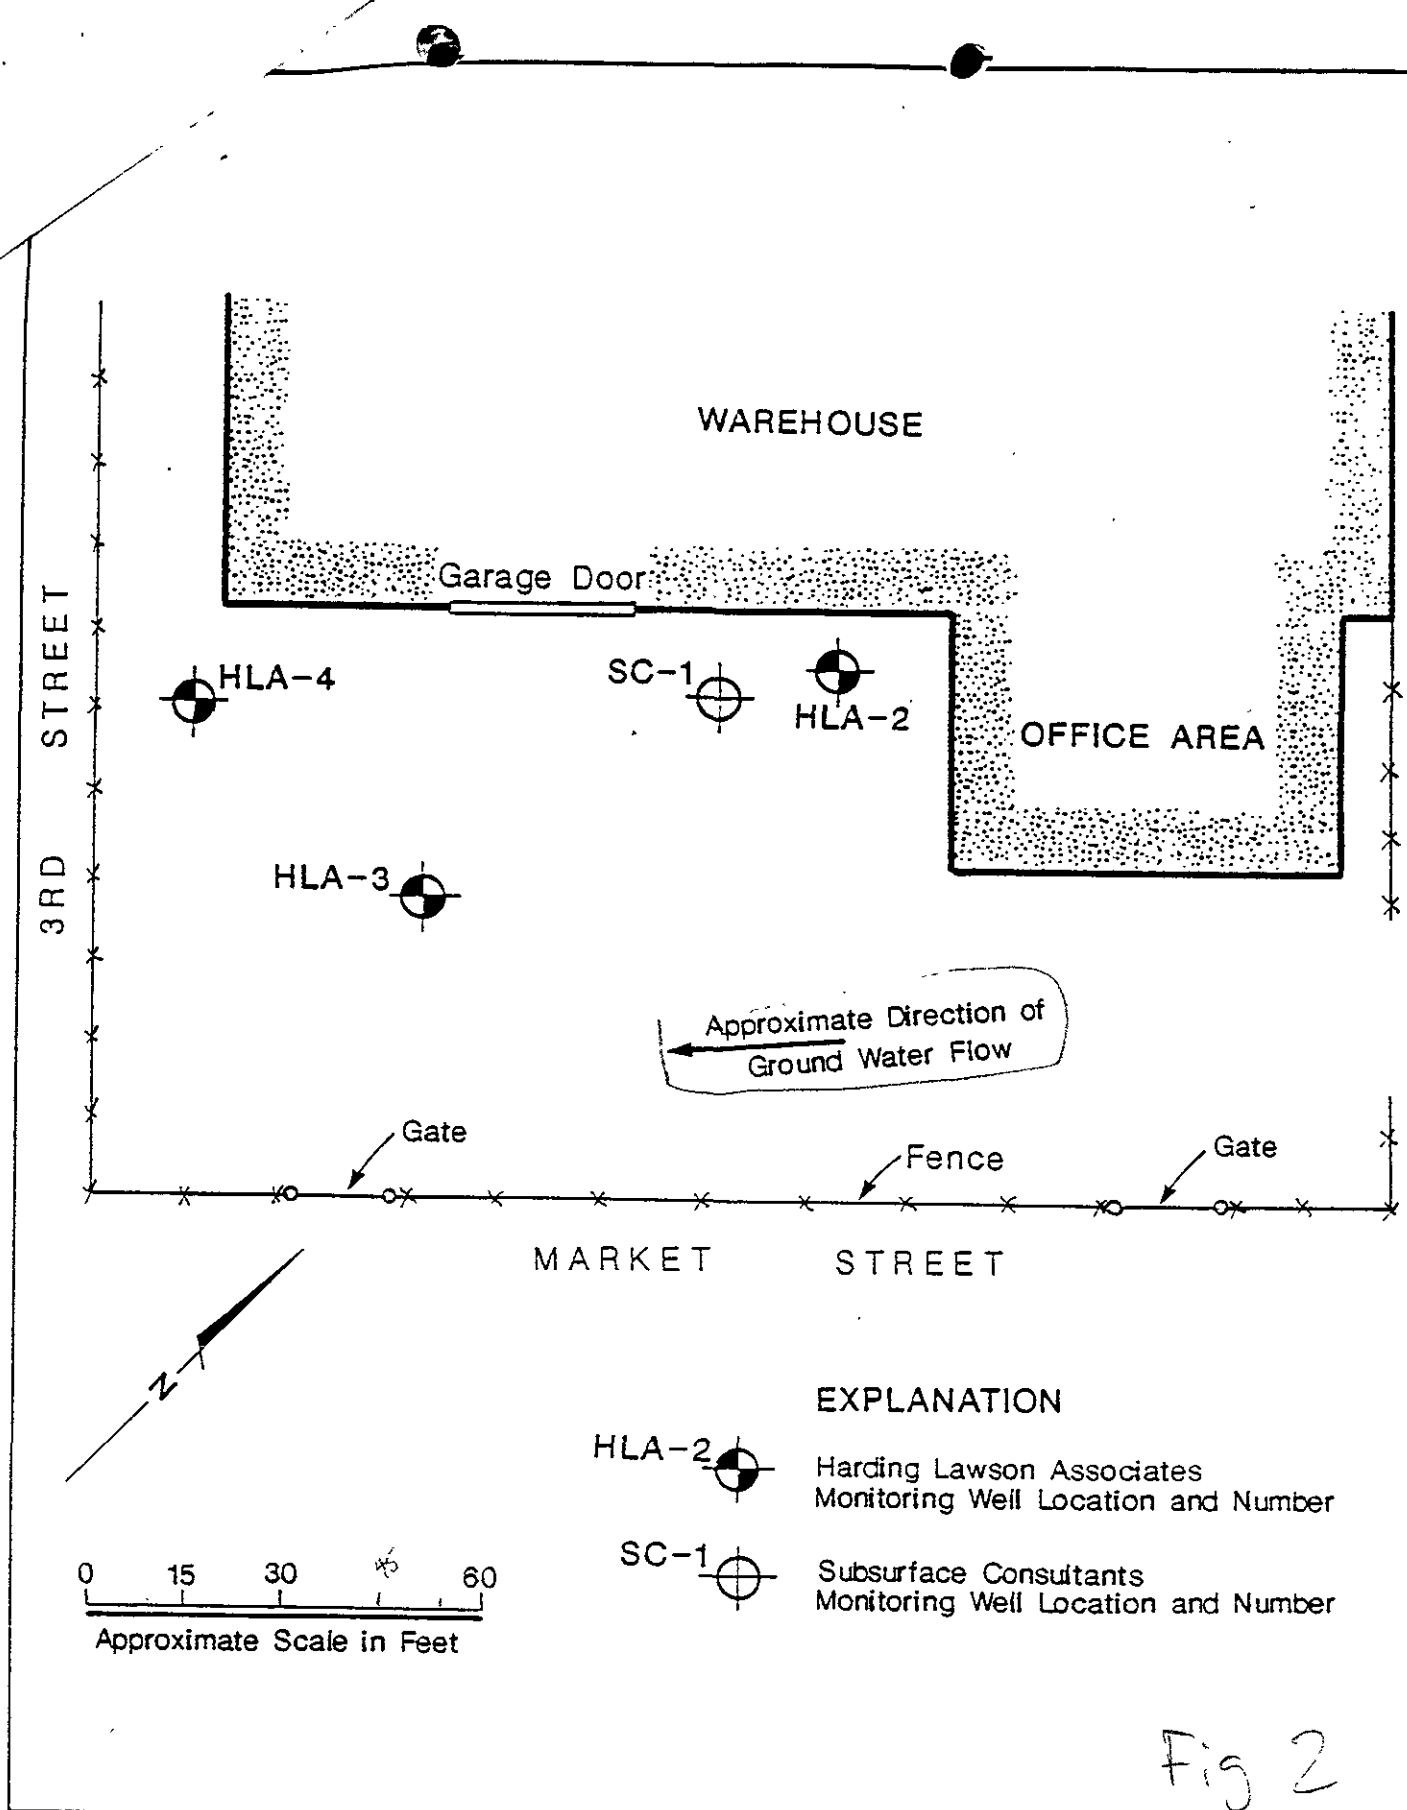 WAREHOUSE
Garage Door
HLA-4
SC-1
HLA-2
OFFICE AREA
HLA-3
3RD STREET
Approximate Direction of
Ground Water Flow
Gate
Fence
Gate
MARKET STREET
N
EXPLANATION
HLA-2
Harding Lawson Associates
Monitoring Well Location and Number
SC-1
Subsurface Consultants
Monitoring Well Location and Number
0 15 30 45 60
Approximate Scale in Feet
Fig 2